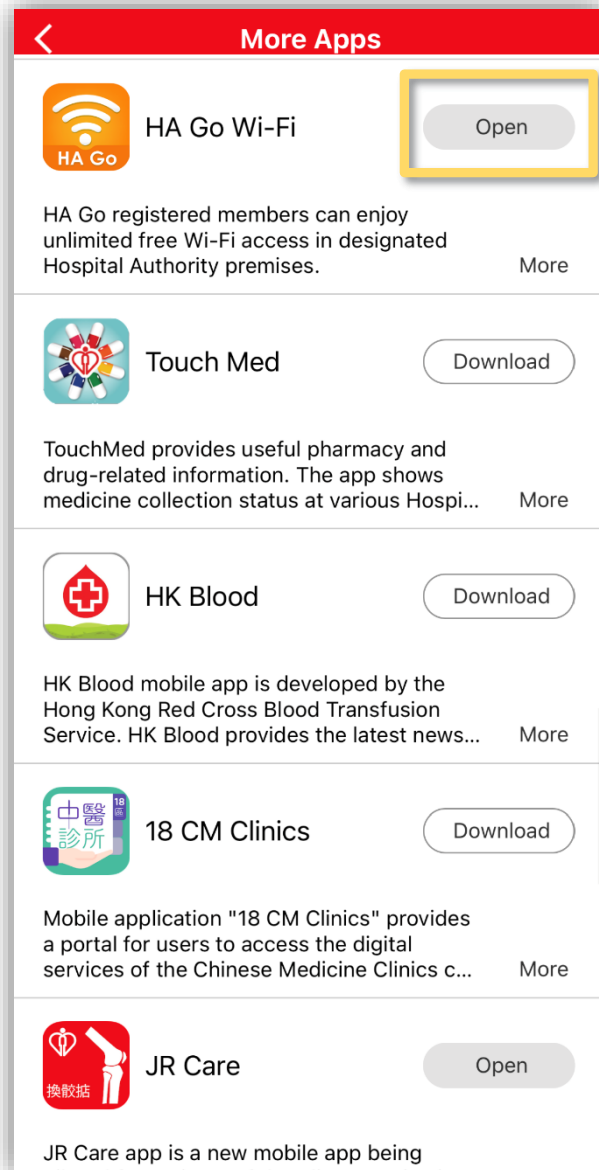 More Apps
HA Go
HA Go Wi-Fi
Open
HA Go registered members can enjoy
unlimited free Wi-Fi access in designated
Hospital Authority premises.
More
Touch Med
Download
TouchMed provides useful pharmacy and
drug-related information. The app shows
medicine collection status at various Hospi...
More
HK Blood
Download
HK Blood mobile app is developed by the
Hong Kong Red Cross Blood Transfusion
Service. HK Blood provides the latest news...
More
中醫
診所
18
區
18 CM Clinics
Download
Mobile application "18 CM Clinics" provides
a portal for users to access the digital
services of the Chinese Medicine Clinics c...
More
換骹掂
JR Care
Open
JR Care app is a new mobile app being